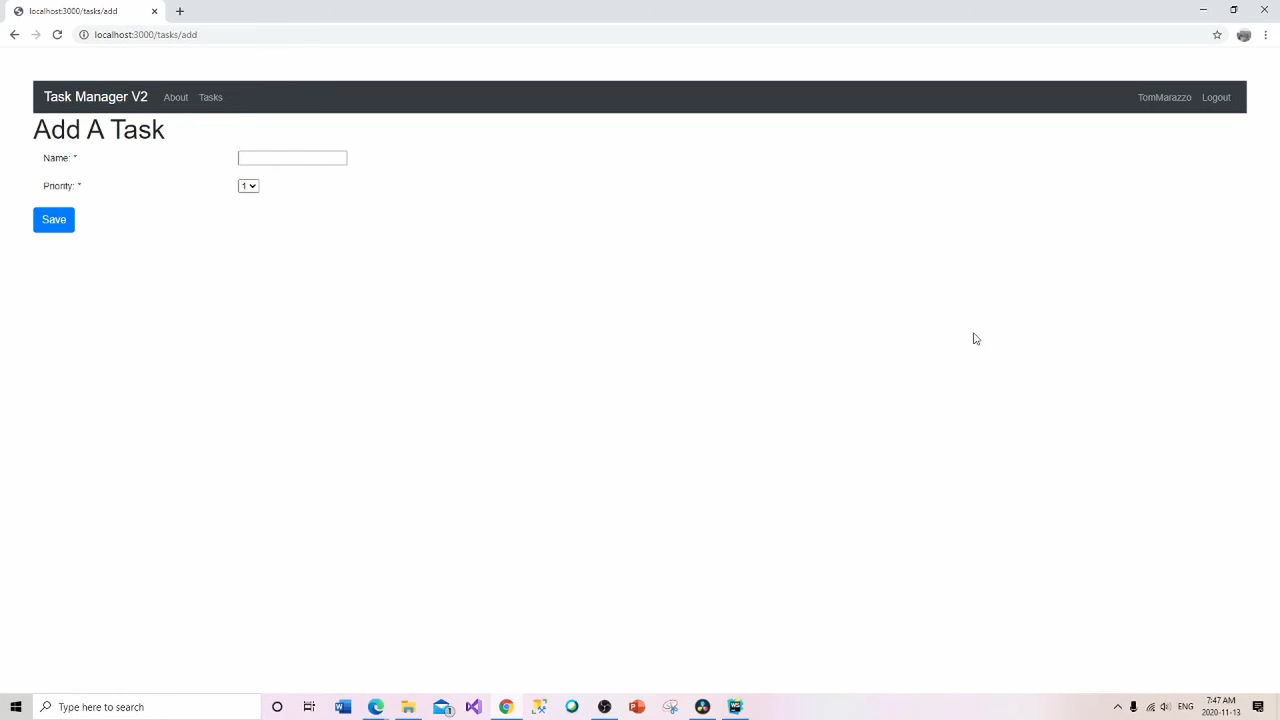 localhost:3000/tasks/add
localhost:3000/tasks/add
Task Manager V2 About Tasks TomMarazzo Logout
Add A Task
Name: *
Priority: * 1
Save
Type here to search
ENG
7:47 AM
2020-11-13